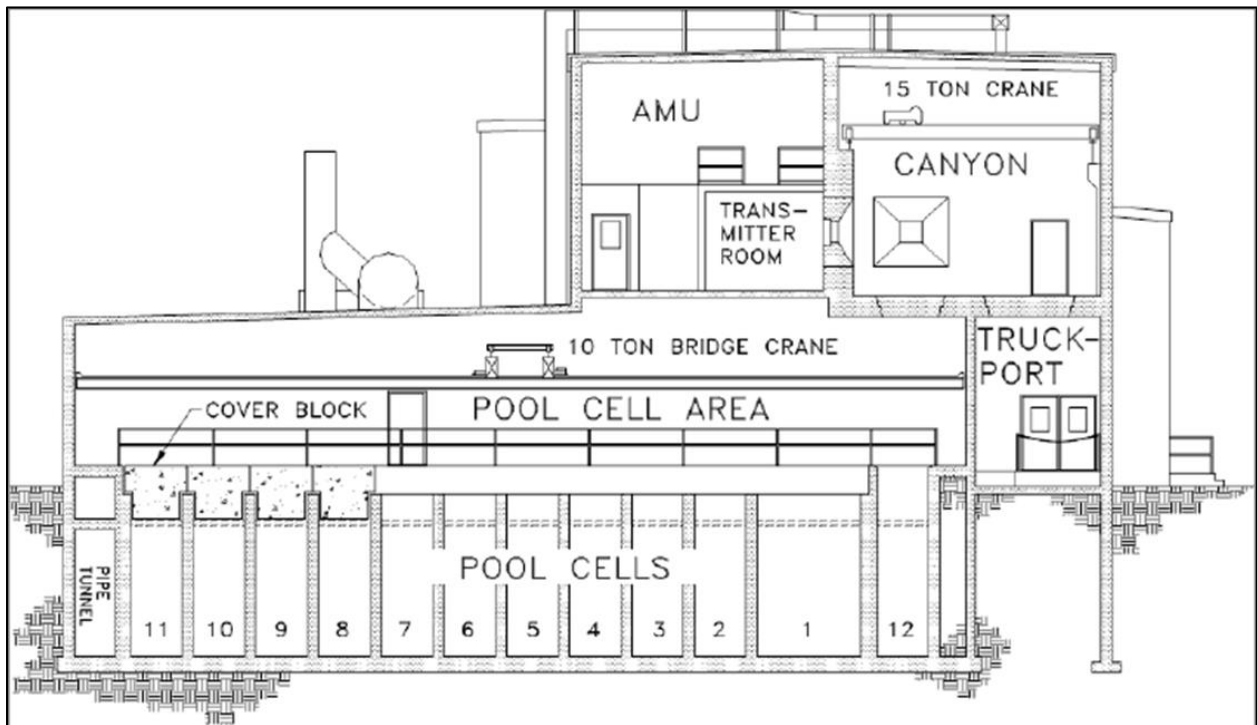 15 TON CRANE
AMU
CANYON
TRANS-
MITTER
ROOM
10 TON BRIDGE CRANE
TRUCK-
PORT
COVER BLOCK
POOL CELL AREA
POOL CELLS
PIPE
TUNNEL
11 10 9 8 7 6 5 4 3 2 1 12